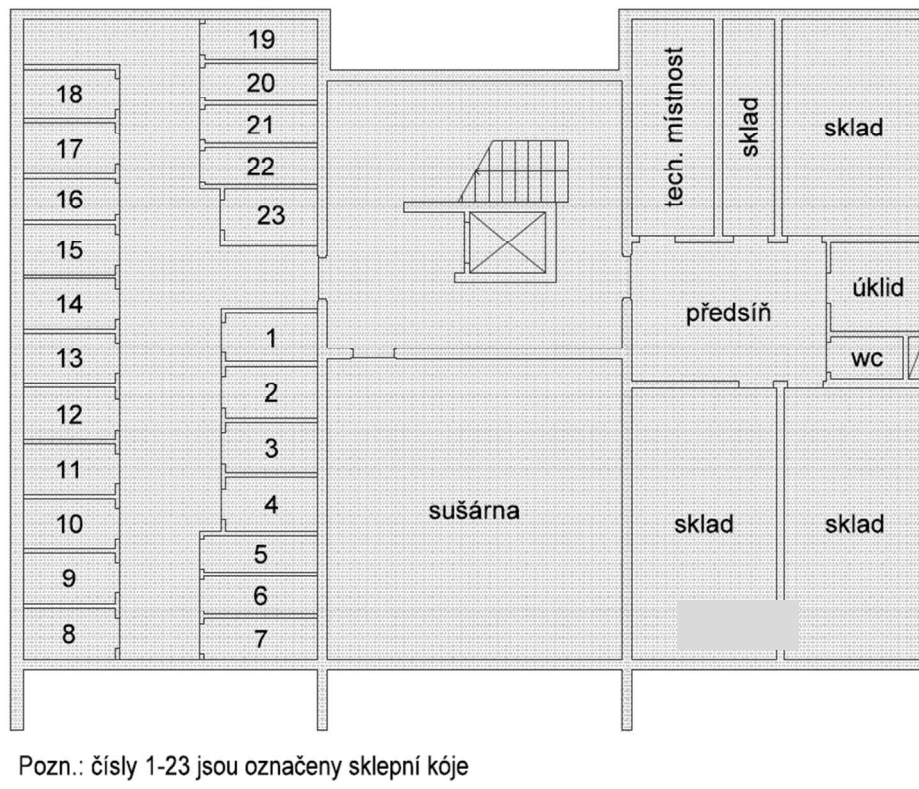 19
20
21
22
23
18
17
16
15
14
13
12
11
10
9
8
1
2
3
4
5
6
7
sušárna
tech. místnost
sklad
sklad
předsíň
úklid
wc
sklad
sklad
Pozn.: čísly 1-23 jsou označeny sklepní kóje